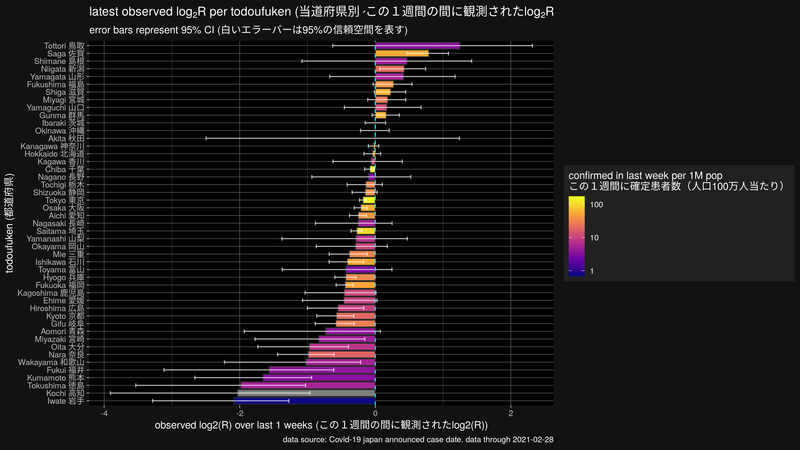 latest observed log2R per todoufuken (当道府県別 この１週間の間に観測されたlog2R
error bars represent 95% CI (白いエラーバーは95%の信頼空間を表す)
todoufuken (都道府県)
Tottori 鳥取
Saga 佐賀
Shimane 島根
Niigata 新潟
Yamagata 山形
Fukushima 福島
Shiga 滋賀
Miyagi 宮城
Yamaguchi 山口
Gunma 群馬
Ibaraki 茨城
Okinawa 沖縄
Akita 秋田
Kanagawa 神奈川
Hokkaido 北海道
Kagawa 香川
Chiba 千葉
Nagano 長野
Tochigi 栃木
Shizuoka 静岡
Tokyo 東京
Osaka 大阪
Aichi 愛知
Nagasaki 長崎
Saitama 埼玉
Yamanashi 山梨
Okayama 岡山
Mie 三重
Ishikawa 石川
Toyama 富山
Hyogo 兵庫
Fukuoka 福岡
Kagoshima 鹿児島
Ehime 愛媛
Hiroshima 広島
Kyoto 京都
Gifu 岐阜
Aomori 青森
Miyazaki 宮崎
Oita 大分
Nara 奈良
Wakayama 和歌山
Fukui 福井
Kumamoto 熊本
Tokushima 徳島
Kochi 高知
Iwate 岩手
-4 -2 0 2
observed log2(R) over last 1 weeks (この１週間の間に観測されたlog2(R))
data source: Covid-19 japan announced case date. data through 2021-02-28
confirmed in last week per 1M pop
この１週間に確定患者数（人口100万人当たり）
100
10
1